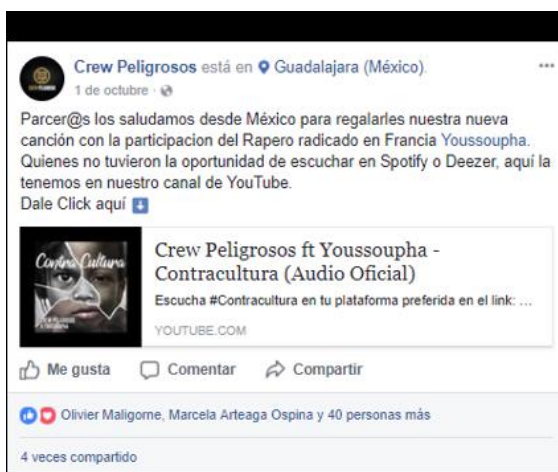 Crew Peligrosos está en Guadalajara (México).
1 de octubre ·
Parcer@s los saludamos desde México para regalarles nuestra nueva
canción con la participacion del Rapero radicado en Francia Youssoupha.
Quienes no tuvieron la oportunidad de escuchar en Spotify o Deezer, aquí la
tenemos en nuestro canal de YouTube.
Dale Click aquí
Contra Cultura
Crew Peligrosos ft Youssoupha -
Contracultura (Audio Oficial)
Escucha #Contracultura en tu plataforma preferida en el link: ...
YOUTUBE.COM
Me gusta Comentar Compartir
Olivier Maligorne, Marcela Arteaga Ospina y 40 personas más
4 veces compartido